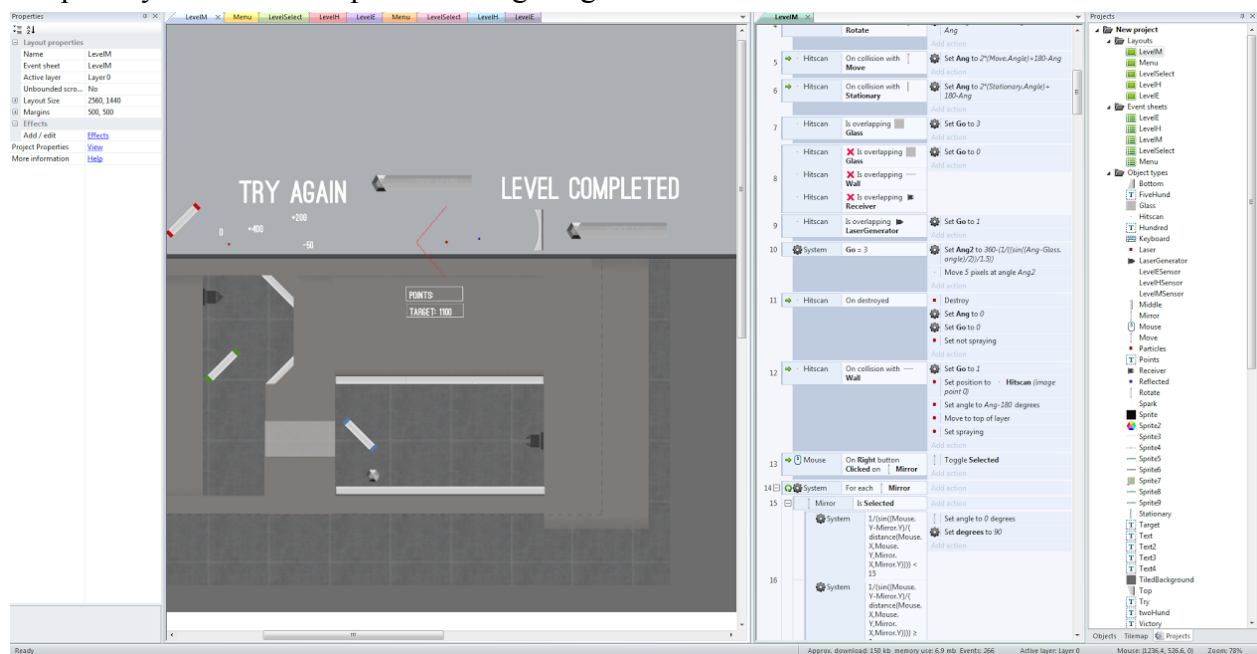 Properties
LevelM
Menu
LevelSelect
LevelH
LevelE
Menu
LevelSelect
LevelH
LevelE
Layout properties
Name LevelM
Event sheet LevelM
Active layer Layer 0
Unbounded scro... No
Layout Size 2560, 1440
Margins 500, 500
Effects
Add / edit Effects
Project Properties View
More information Help
TRY AGAIN
LEVEL COMPLETED
+200
0
+400
-50
POINTS:
TARGET: 1100
LevelM
Rotate
Ang
Add action
5 Hitscan On collision with Move
Set Ang to 2*(Move.Angle)+180-Ang
Add action
6 Hitscan On collision with Stationary
Set Ang to 2*(Stationary.Angle)+180-Ang
Add action
7 Hitscan Is overlapping Glass
Set Go to 3
Add action
8 Hitscan Is overlapping Glass
Hitscan Is overlapping Wall
Hitscan Is overlapping Receiver
Set Go to 0
Add action
9 Hitscan Is overlapping LaserGenerator
Set Go to 1
Add action
10 System Go = 3
Set Ang2 to 360-(1/((sin((Ang-Glass.angle)/2))/1.5))
Move 5 pixels at angle Ang2
Add action
11 Hitscan On destroyed
Destroy
Set Ang to 0
Set Go to 0
Set not spraying
Add action
12 Hitscan On collision with Wall
Set Go to 1
Set position to Hitscan (image point 0)
Set angle to Ang-180 degrees
Move to top of layer
Set spraying
Add action
13 Mouse On Right button Clicked on Mirror
Toggle Selected
Add action
14 System For each Mirror
Add action
15 Mirror Is Selected
Add action
16 System 1/(sin((Mouse.Y-Mirror.Y)/(distance(Mouse.X,Mouse.Y,Mirror.X,Mirror.Y)))) < 15
Set angle to 0 degrees
Set degrees to 90
Add action
System 1/(sin((Mouse.Y-Mirror.Y)/(distance(Mouse.X,Mouse.Y,Mirror.X,Mirror.Y)))) ≥
Projects
New project
Layouts
LevelM
Menu
LevelSelect
LevelH
LevelE
Event sheets
LevelE
LevelH
LevelM
LevelSelect
Menu
Object types
Bottom
FiveHund
Glass
Hitscan
Hundred
Keyboard
Laser
LaserGenerator
LevelESensor
LevelHSensor
LevelMSensor
Middle
Mirror
Mouse
Move
Particles
Points
Receiver
Reflected
Rotate
Spark
Sprite
Sprite2
Sprite3
Sprite4
Sprite5
Sprite6
Sprite7
Sprite8
Sprite9
Stationary
Target
Text
Text2
Text3
Text4
TiledBackground
Top
Try
twoHund
Victory
Objects Tilemap Projects
Ready
Approx. download: 150 kb memory use: 6.9 mb Events: 266 Active layer: Layer 0 Mouse: (1236.4, 526.6, 0) Zoom: 78%